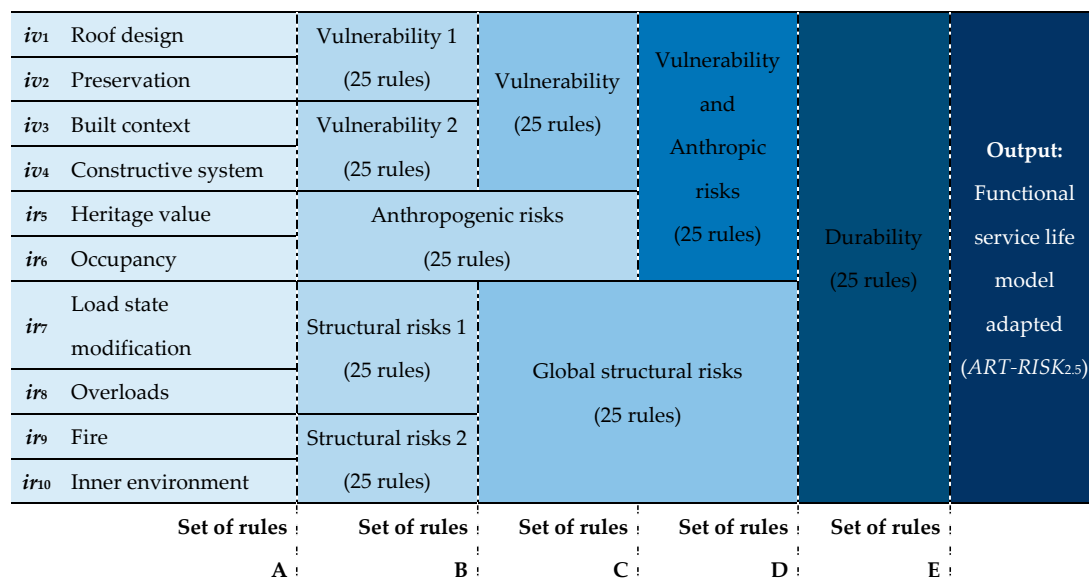 iv1 Roof design
iv2 Preservation
iv3 Built context
iv4 Constructive system
ir5 Heritage value
ir6 Occupancy
ir7 Load state
modification
ir8 Overloads
ir9 Fire
ir10 Inner environment
Vulnerability 1
(25 rules)
Vulnerability 2
(25 rules)
Anthropogenic risks
(25 rules)
Structural risks 1
(25 rules)
Structural risks 2
(25 rules)
Vulnerability
(25 rules)
Global structural risks
(25 rules)
Vulnerability
and
Anthropic
risks
(25 rules)
Durability
(25 rules)
Output:
Functional
service life
model
adapted
(ART-RISK2.5)
Set of rules
A
Set of rules
B
Set of rules
C
Set of rules
D
Set of rules
E